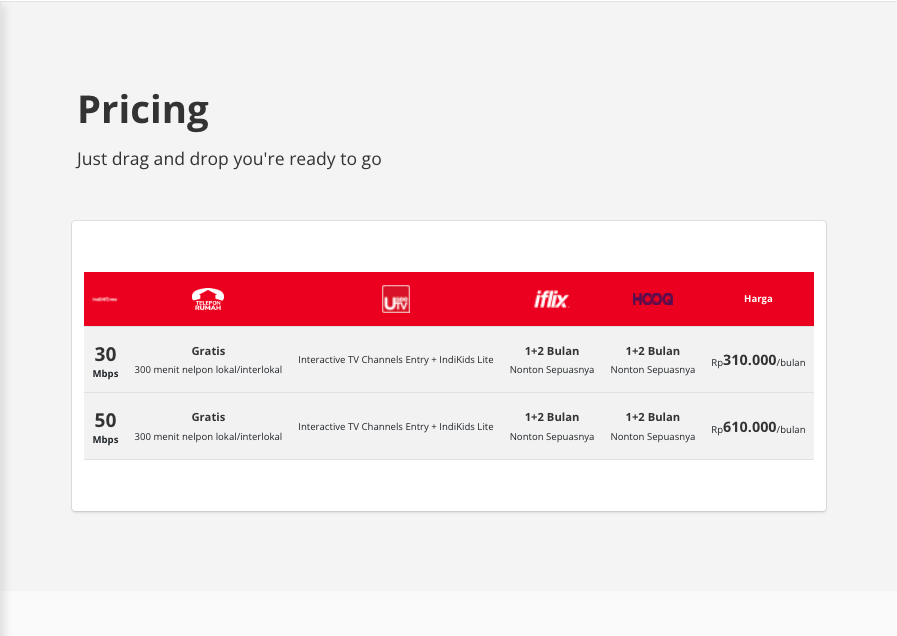 Pricing
Just drag and drop you're ready to go
TELEPON
RUMAH
iflix
HOOQ
Harga
30
Mbps
Gratis
300 menit nelpon lokal/interlokal
Interactive TV Channels Entry + IndiKids Lite
1+2 Bulan
Nonton Sepuasnya
1+2 Bulan
Nonton Sepuasnya
Rp310.000/bulan
50
Mbps
Gratis
300 menit nelpon lokal/interlokal
Interactive TV Channels Entry + IndiKids Lite
1+2 Bulan
Nonton Sepuasnya
1+2 Bulan
Nonton Sepuasnya
Rp610.000/bulan